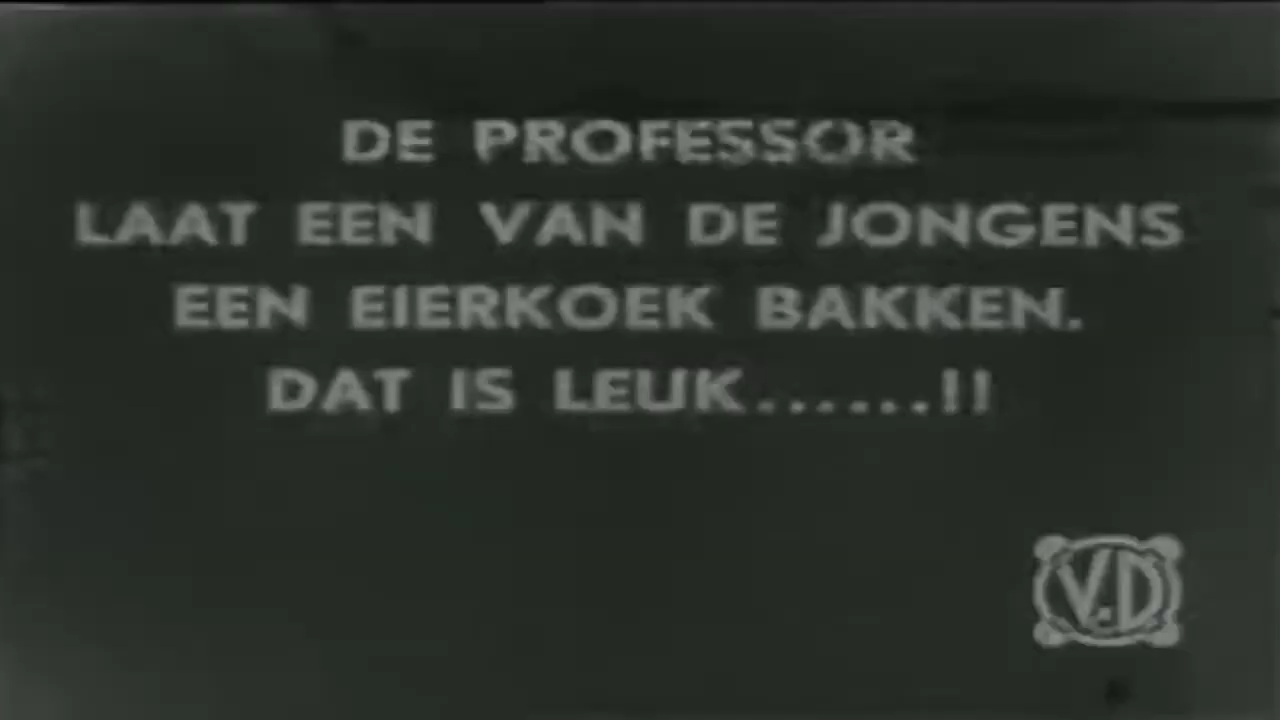 DE PROFESSOR
LAAT EEN VAN DE JONGENS
EEN EIERKOEK BAKKEN.
DAT IS LEUK.......!!
V.D